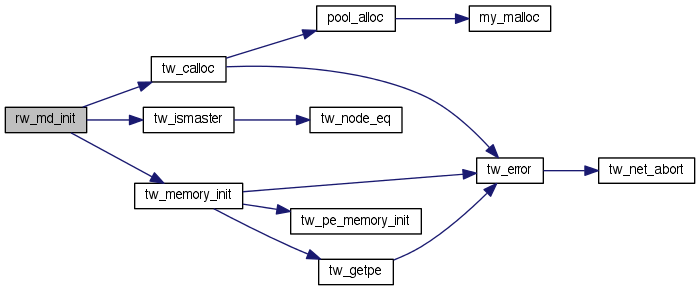 pool_alloc
my_malloc
tw_calloc
rw_md_init
tw_ismaster
tw_node_eq
tw_error
tw_net_abort
tw_memory_init
tw_pe_memory_init
tw_getpe